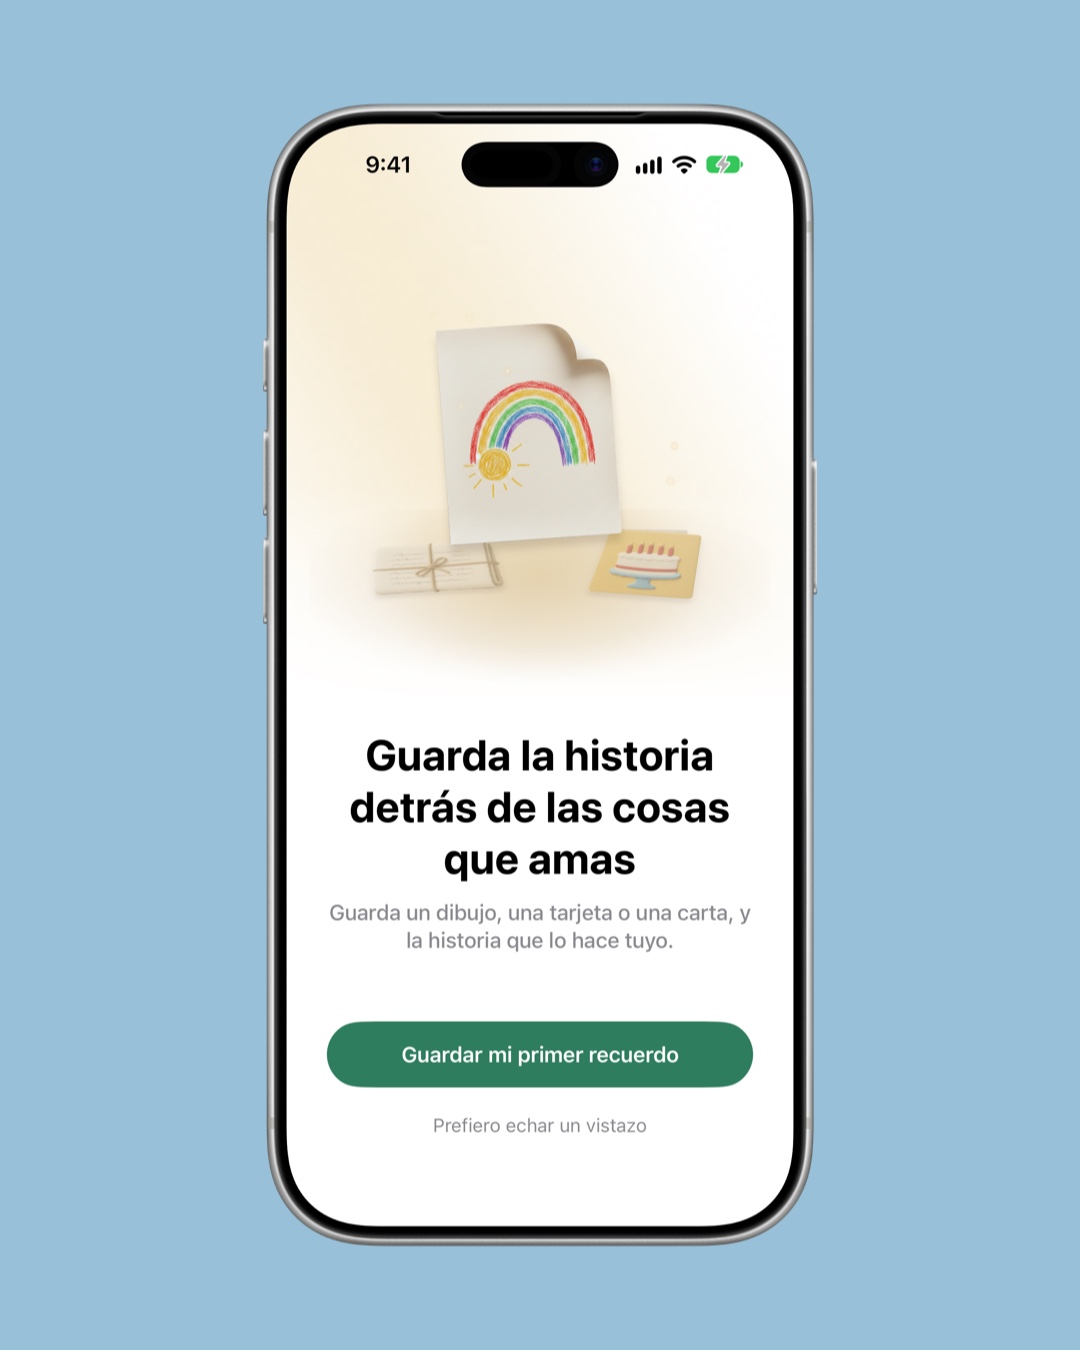 9:41
Guarda la historia
detrás de las cosas
que amas
Guarda un dibujo, una tarjeta o una carta, y
la historia que lo hace tuyo.
Guardar mi primer recuerdo
Prefiero echar un vistazo